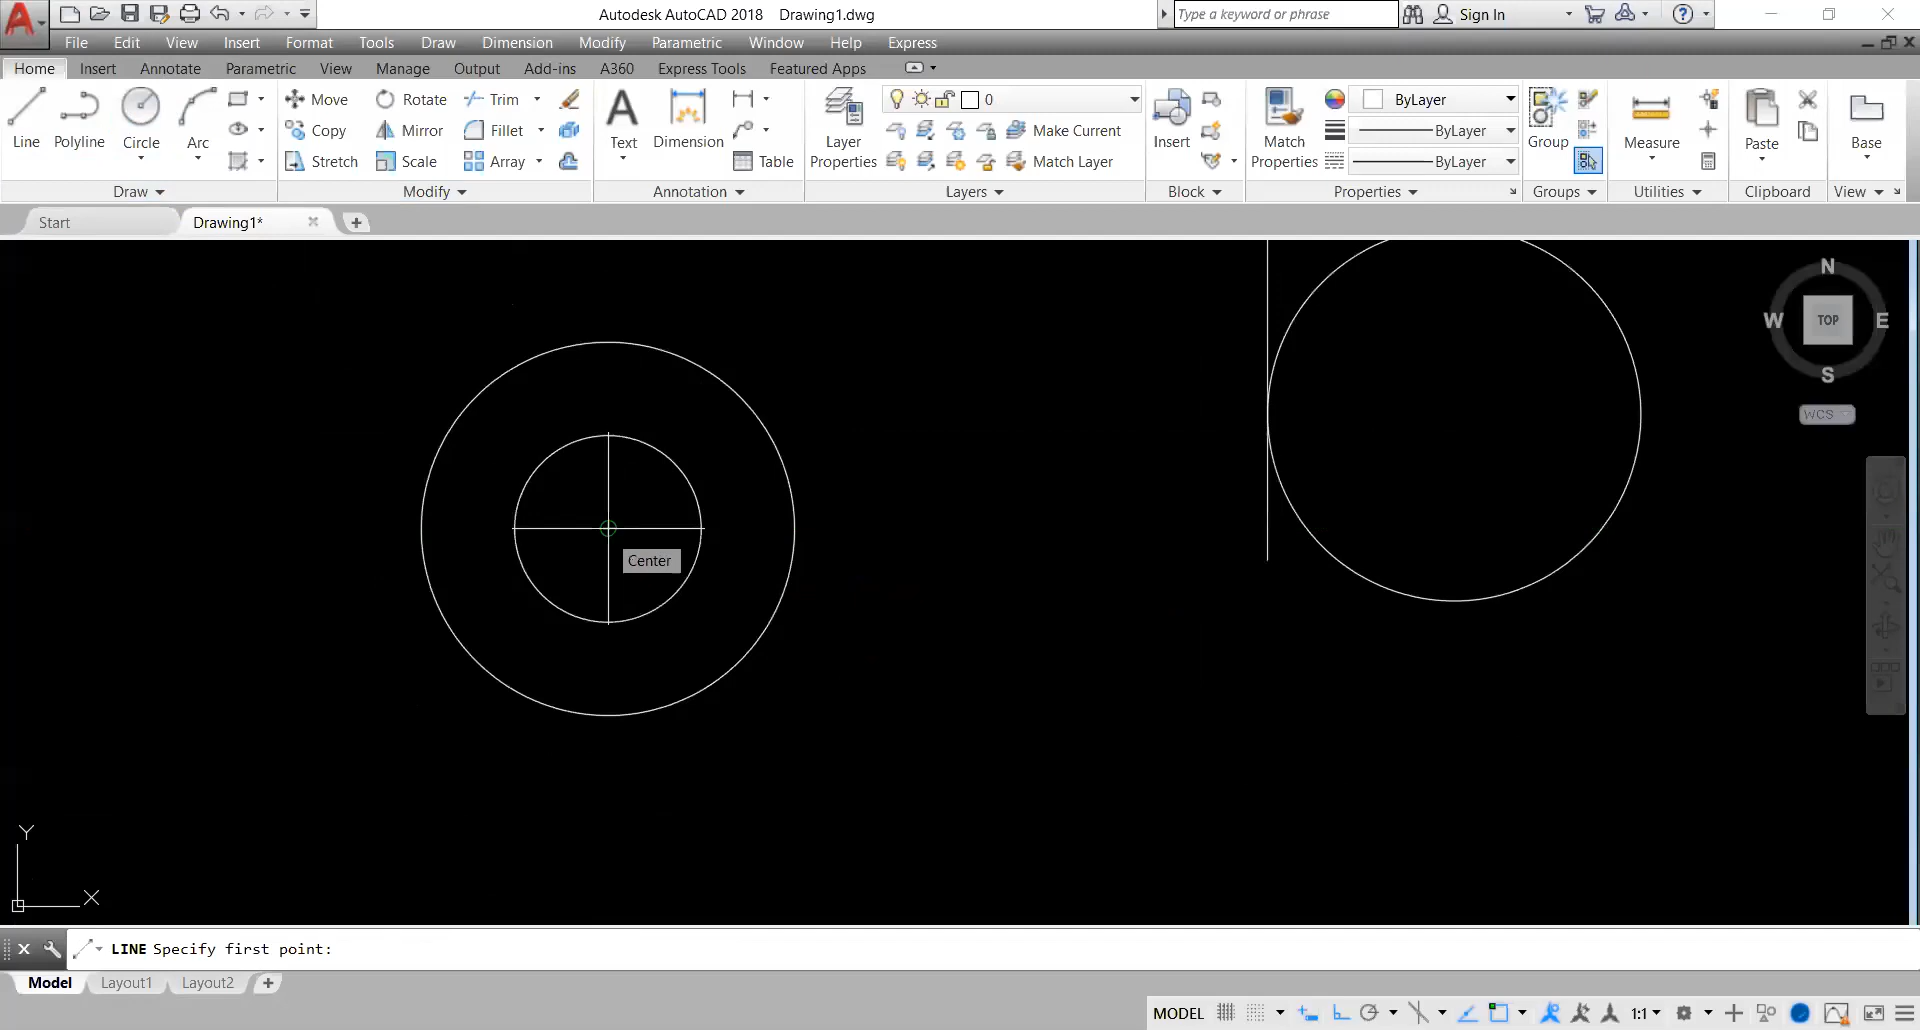 Autodesk AutoCAD 2018 Drawing1.dwg
Type a keyword or phrase
Sign In
File Edit View Insert Format Tools Draw Dimension Modify Parametric Window Help Express
Home Insert Annotate Parametric View Manage Output Add-ins A360 Express Tools Featured Apps
Line Polyline Circle Arc
Move Rotate Trim
Copy Mirror Fillet
Stretch Scale Array
Text Dimension Table
Layer Properties
0
Make Current
Match Layer
Insert
Match Properties
ByLayer
ByLayer
ByLayer
Group
Measure
Paste
Base
Draw Modify Annotation Layers Block Properties Groups Utilities Clipboard View
Start Drawing1*
N
W TOP E
S
WCS
Center
Y
X
LINE Specify first point:
Model Layout1 Layout2
MODEL 1:1